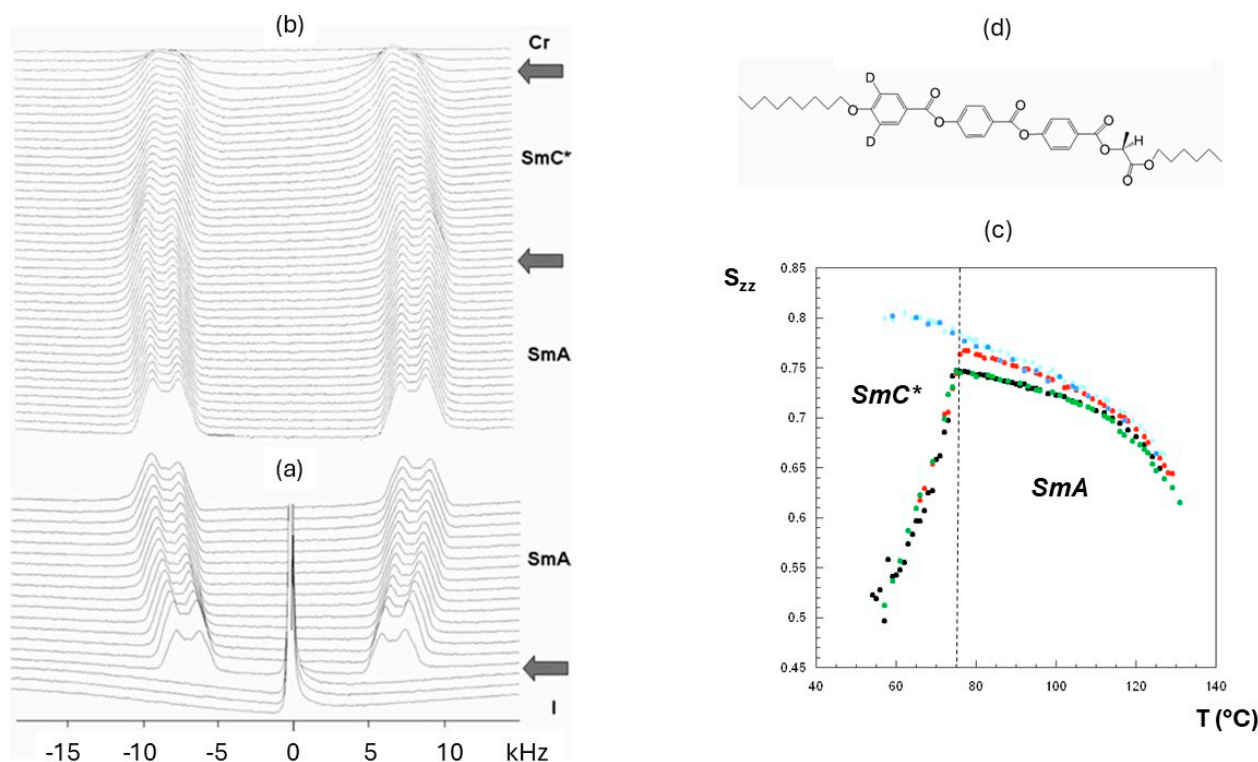 (b)
Cr
SmC*
SmA
(a)
SmA
I
-15 -10 -5 0 5 10 kHz
(d)
D
O
O
O
O
D
O
O
O
H
O
O
O
(c)
Szz
0.85
0.8
0.75
0.7
0.65
0.6
0.55
0.5
0.45
SmC*
SmA
40 60 80 100 120 140
T (°C)